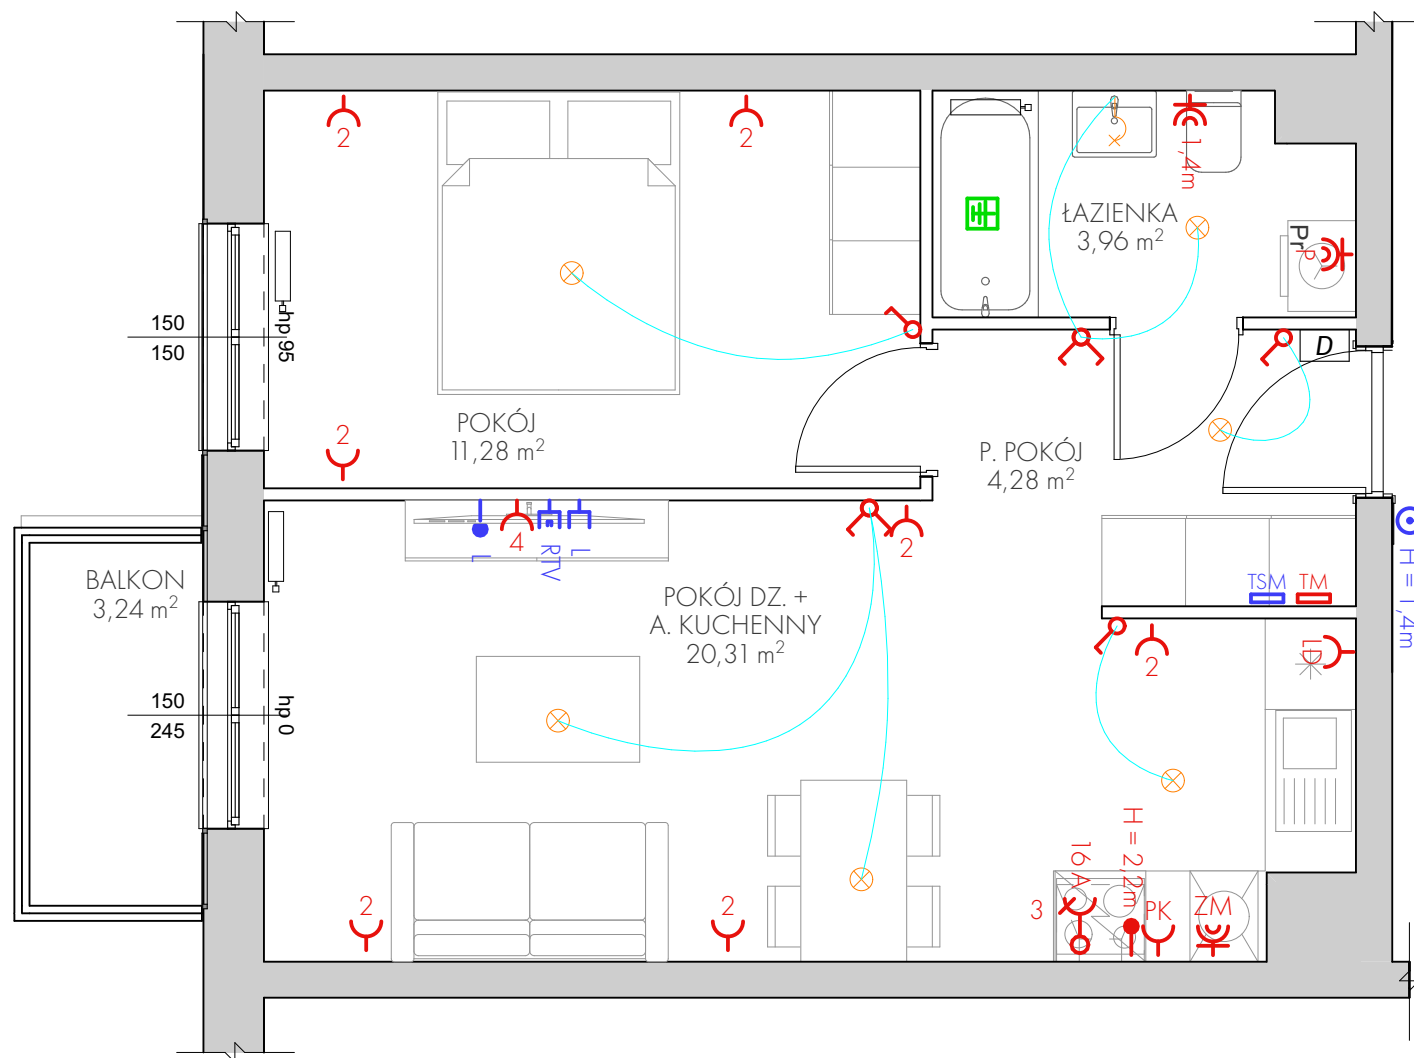 2
2
1,4m
ŁAZIENKA
3,96 m²
Pr
P
150
150
hp 95
D
POKÓJ
11,28 m²
2
P. POKÓJ
4,28 m²
L
4
RTV
L
2
BALKON
3,24 m²
POKÓJ DZ. +
A. KUCHENNY
20,31 m²
TSM
TM
H = 1,4m
2
LD
150
245
hp 0
H = 2,2m
16A
2
2
3
PK
ZM